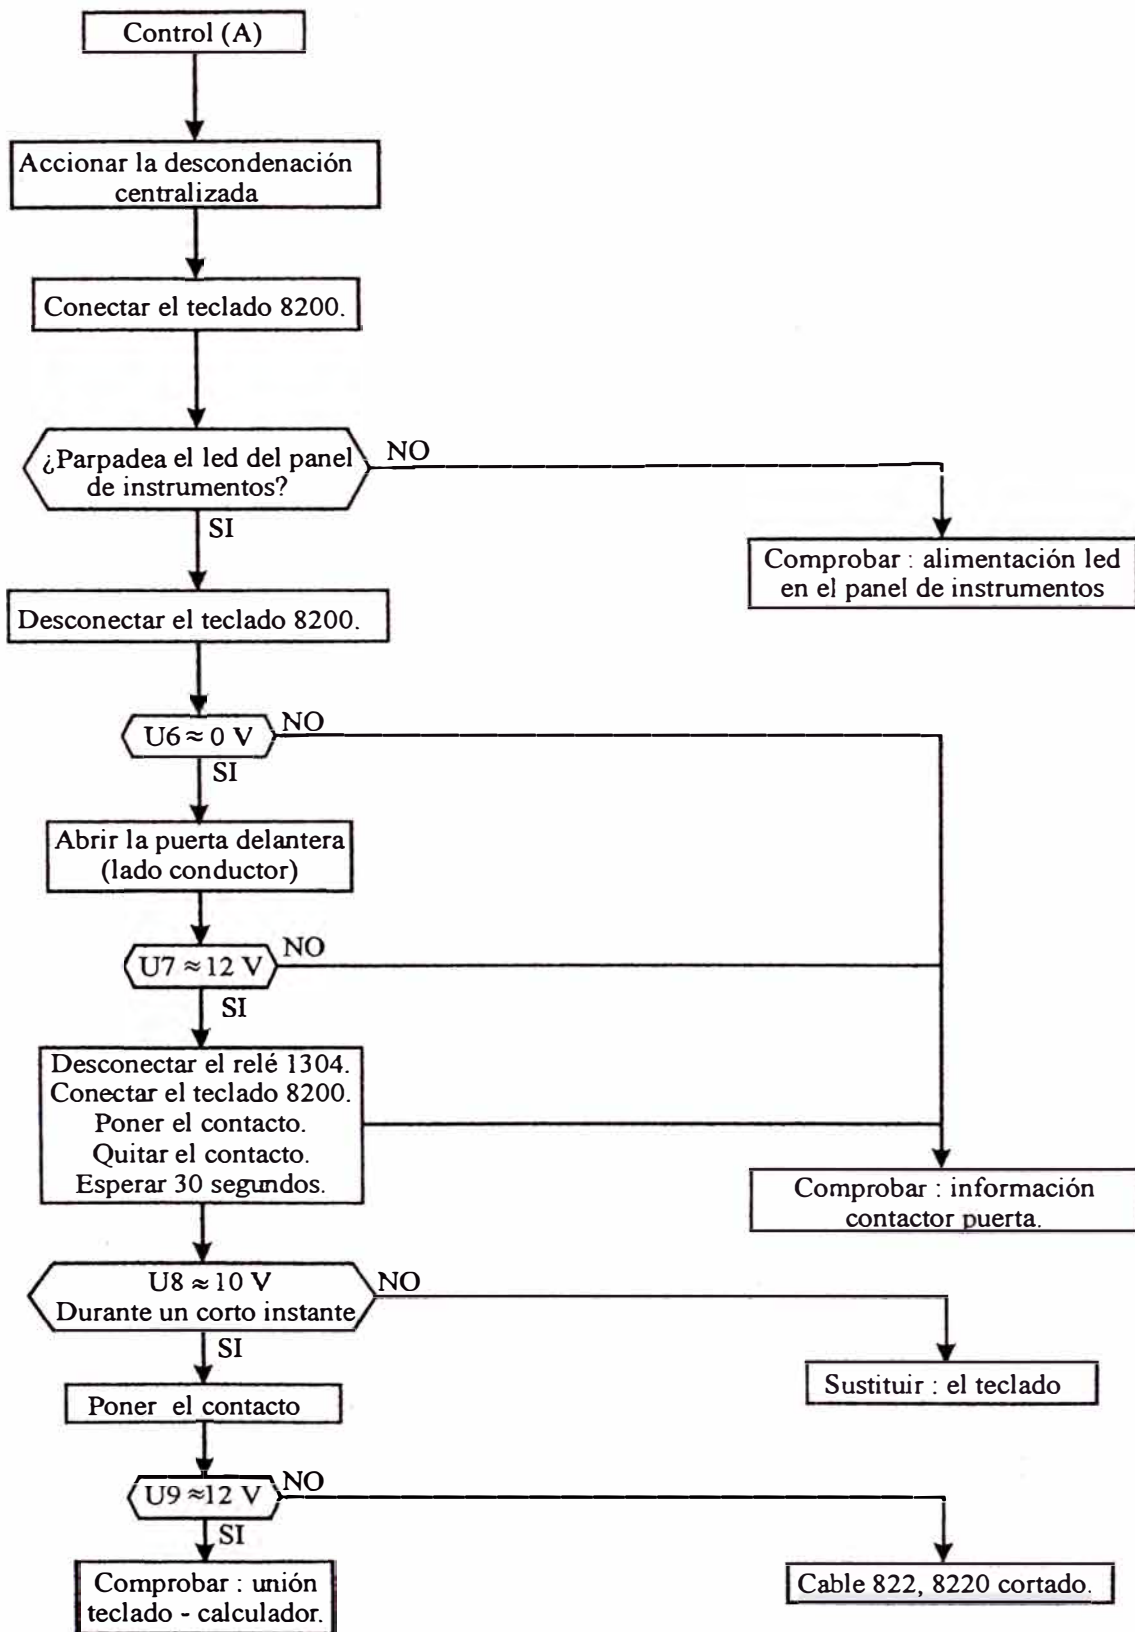 Control (A)
Accionar la descondenación
centralizada
Conectar el teclado 8200.
¿Parpadea el led del panel
de instrumentos?
NO
SI
Comprobar : alimentación led
en el panel de instrumentos
Desconectar el teclado 8200.
U6 ≈ 0 V
NO
SI
Abrir la puerta delantera
(lado conductor)
U7 ≈ 12 V
NO
SI
Desconectar el relé 1304.
Conectar el teclado 8200.
Poner el contacto.
Quitar el contacto.
Esperar 30 segundos.
Comprobar : información
contactor puerta.
U8 ≈ 10 V
Durante un corto instante
NO
SI
Sustituir : el teclado
Poner el contacto
U9 ≈12 V
NO
SI
Comprobar : unión
teclado - calculador.
Cable 822, 8220 cortado.